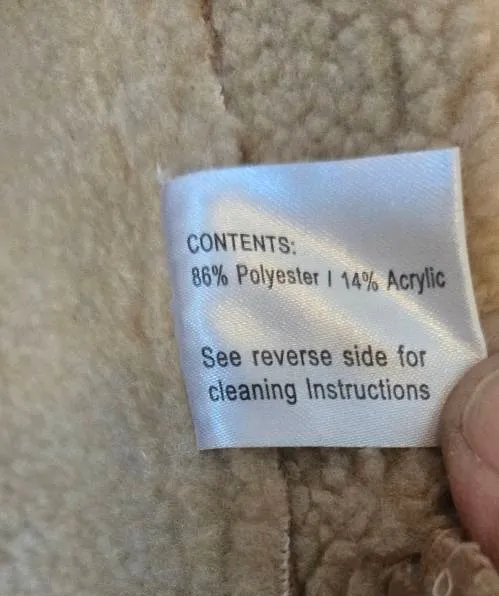 CONTENTS:
86% Polyester / 14% Acrylic
See reverse side for
cleaning Instructions